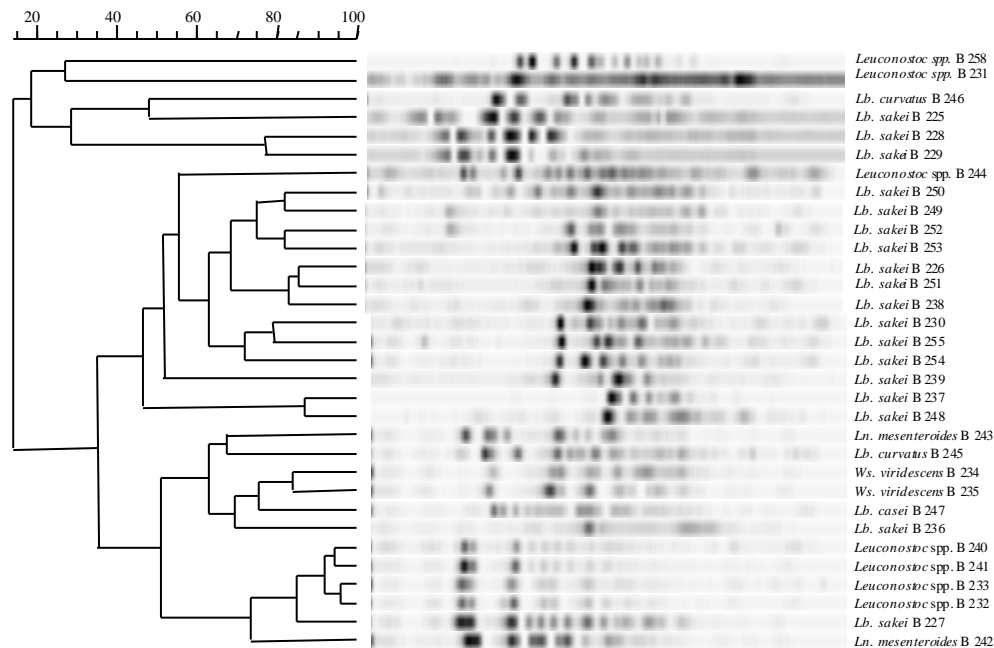 20 40 60 80 100
Leuconostoc spp. B 258
Leuconostoc spp. B 231
Lb. curvatus B 246
Lb. sakei B 225
Lb. sakei B 228
Lb. sakei B 229
Leuconostoc spp. B 244
Lb. sakei B 250
Lb. sakei B 249
Lb. sakei B 252
Lb. sakei B 253
Lb. sakei B 226
Lb. sakei B 251
Lb. sakei B 238
Lb. sakei B 230
Lb. sakei B 255
Lb. sakei B 254
Lb. sakei B 239
Lb. sakei B 237
Lb. sakei B 248
Ln. mesenteroides B 243
Lb. curvatus B 245
Ws. viridescens B 234
Ws. viridescens B 235
Lb. casei B 247
Lb. sakei B 236
Leuconostoc spp. B 240
Leuconostoc spp. B 241
Leuconostoc spp. B 233
Leuconostoc spp. B 232
Lb. sakei B 227
Ln. mesenteroides B 242